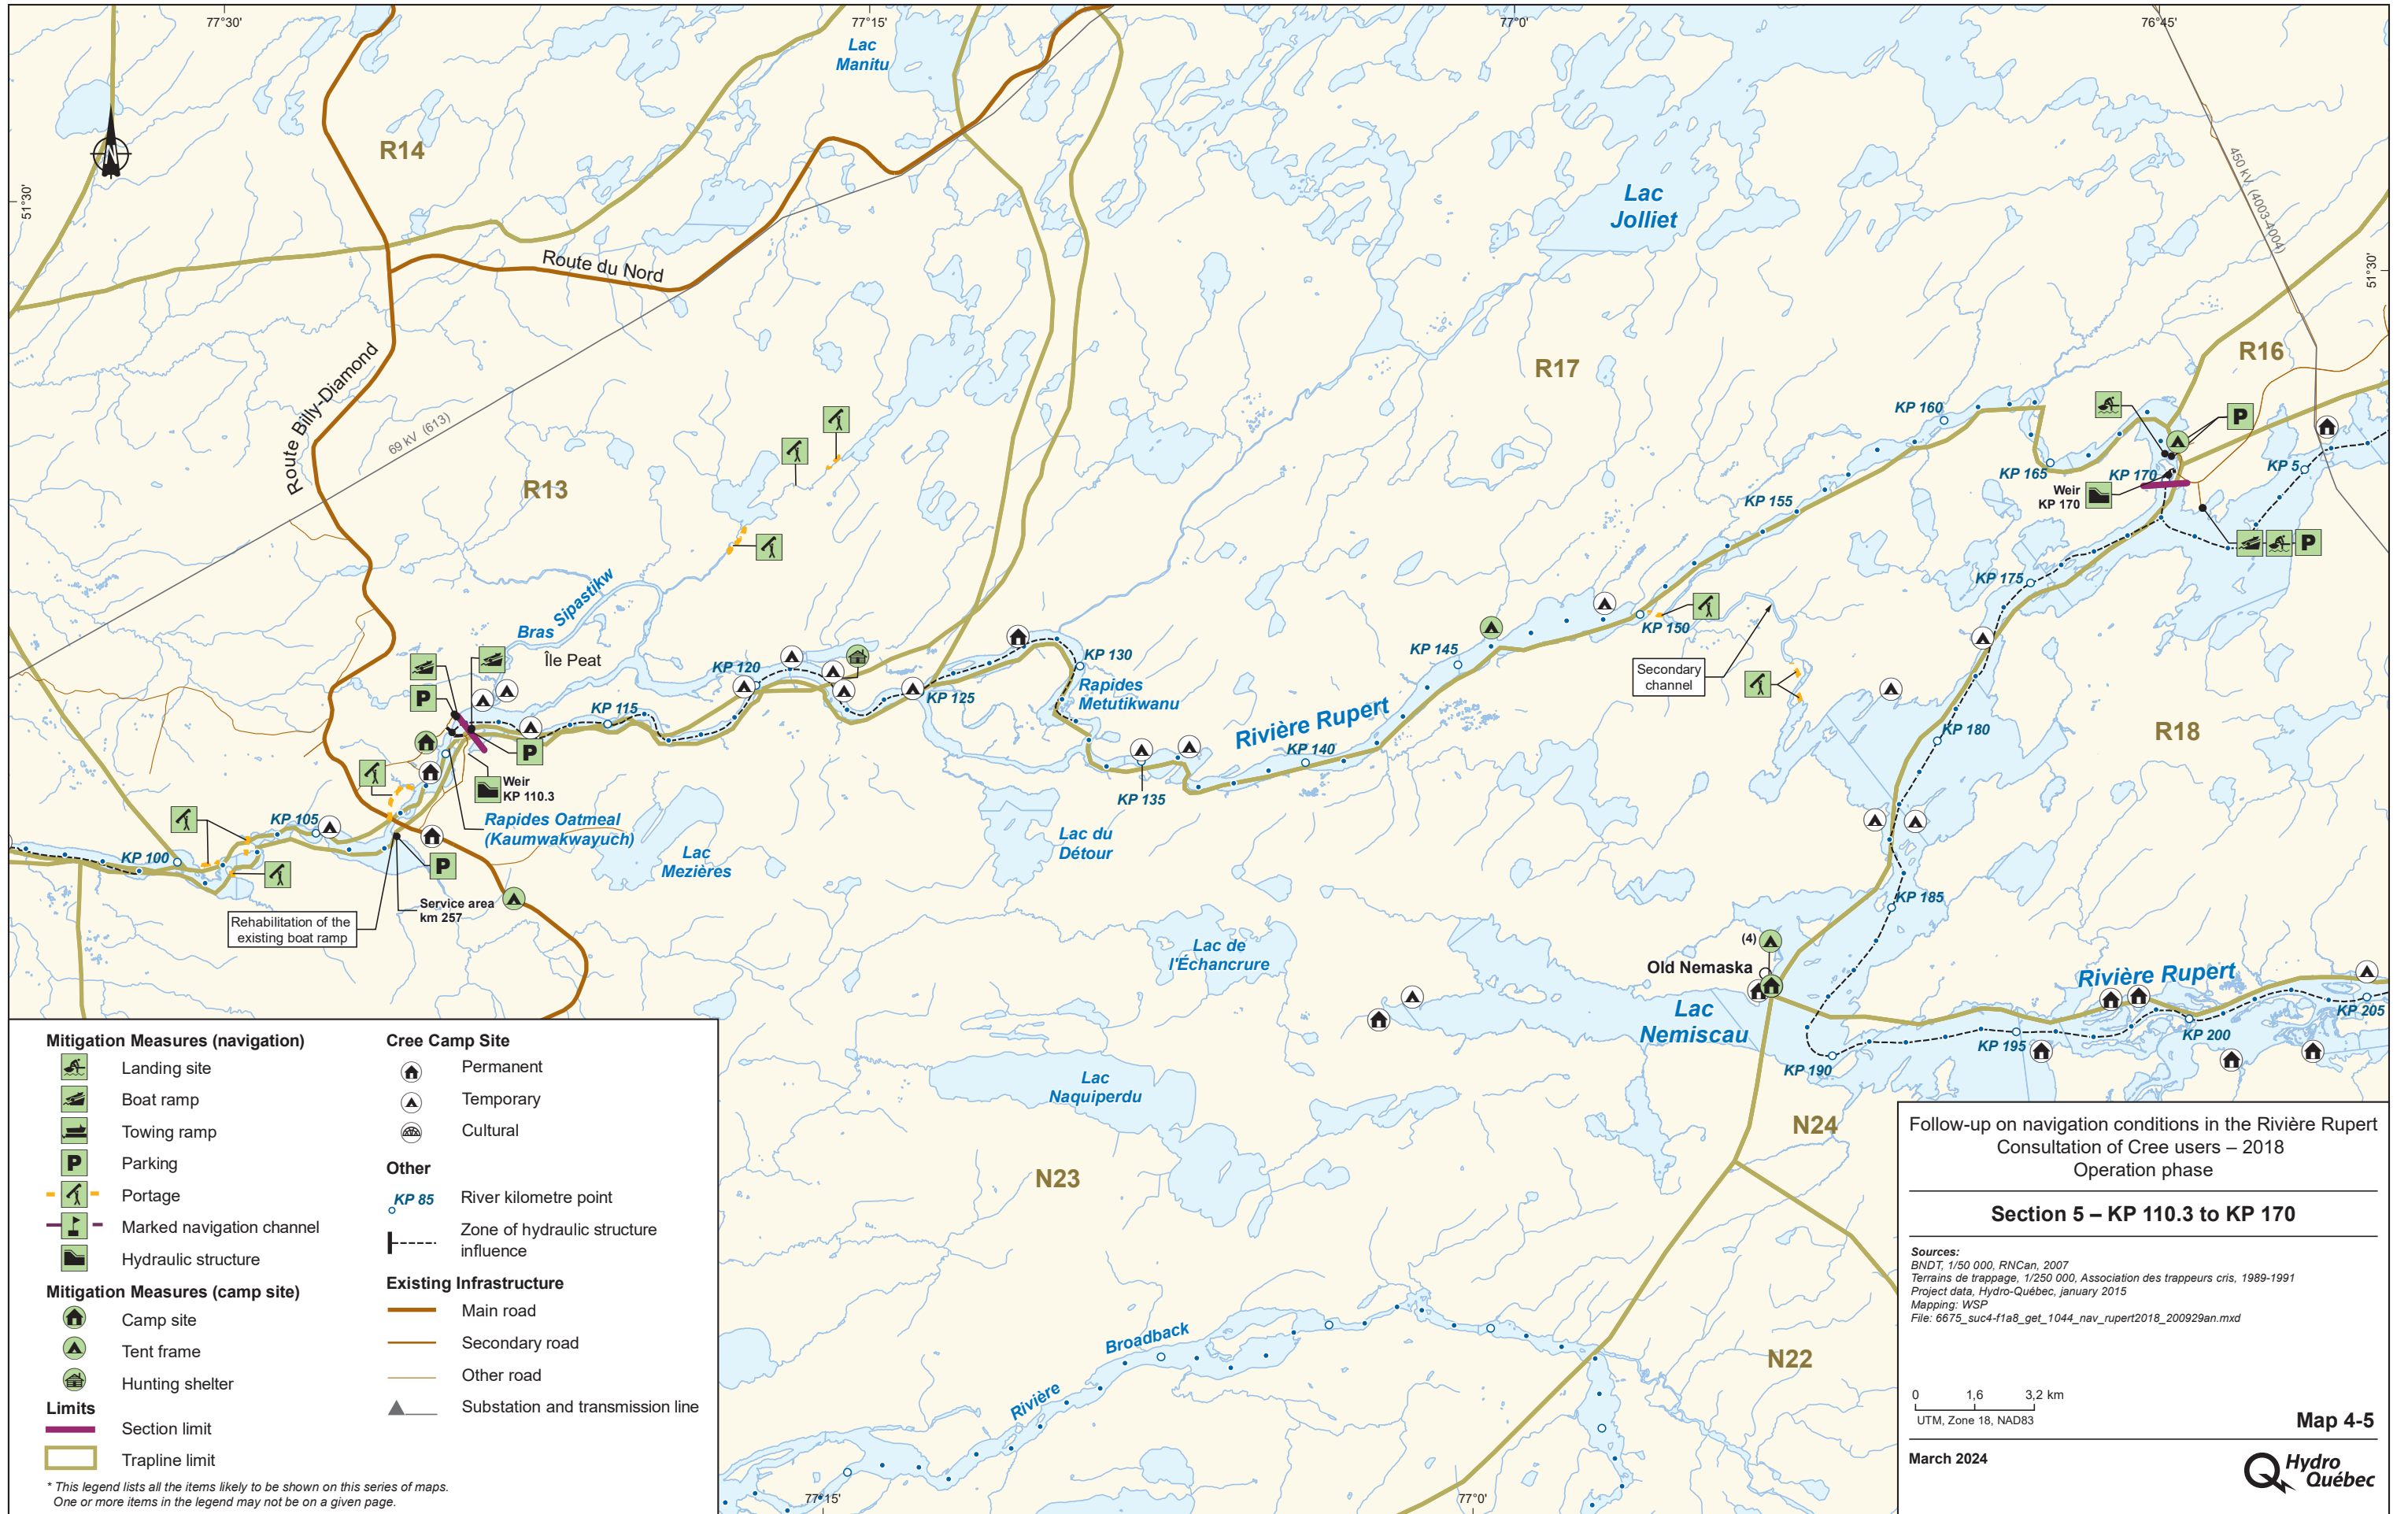 77°30'
77°15'
77°0'
76°45'
51°30'
51°30'
Lac
Manitu
R14
Lac
Jolliet
450 kV (4003-4004)
Route du Nord
Route Billy-Diamond
69 kV (613)
R13
R17
R16
KP 160
KP 165
KP 170
P
KP 5
Weir
KP 170
P
KP 155
KP 175
Bras Sipastikw
Île Peat
KP 150
KP 145
KP 120
KP 130
Rapides
Metutikwanu
Secondary
channel
P
KP 115
KP 125
Rivière Rupert
KP 140
KP 180
R18
P
Weir
KP 110.3
KP 135
Rapides Oatmeal
(Kaumwakwayuch)
KP 105
KP 100
Lac du
Détour
Lac
Mezières
P
Service area
km 257
Rehabilitation of the
existing boat ramp
KP 185
Lac de
l'Échancrure
(4)
Old Nemaska
Lac
Nemiscau
Rivière Rupert
KP 205
KP 200
KP 195
KP 190
Lac
Naquiperdu
N24
N23
N22
Rivière Broadback
77°15'
77°0'
Mitigation Measures (navigation)
Landing site
Boat ramp
Towing ramp
P Parking
Portage
Marked navigation channel
Hydraulic structure
Mitigation Measures (camp site)
Camp site
Tent frame
Hunting shelter
Limits
Section limit
Trapline limit
Cree Camp Site
Permanent
Temporary
Cultural
Other
KP 85 River kilometre point
Zone of hydraulic structure
influence
Existing Infrastructure
Main road
Secondary road
Other road
Substation and transmission line
* This legend lists all the items likely to be shown on this series of maps.
One or more items in the legend may not be on a given page.
Follow-up on navigation conditions in the Rivière Rupert
Consultation of Cree users – 2018
Operation phase
Section 5 – KP 110.3 to KP 170
Sources:
BNDT, 1/50 000, RNCan, 2007
Terrains de trappage, 1/250 000, Association des trappeurs cris, 1989-1991
Project data, Hydro-Québec, january 2015
Mapping: WSP
File: 6675_suc4-f1a8_get_1044_nav_rupert2018_200929an.mxd
0 1,6 3,2 km
UTM, Zone 18, NAD83
Map 4-5
March 2024
Hydro
Québec
N